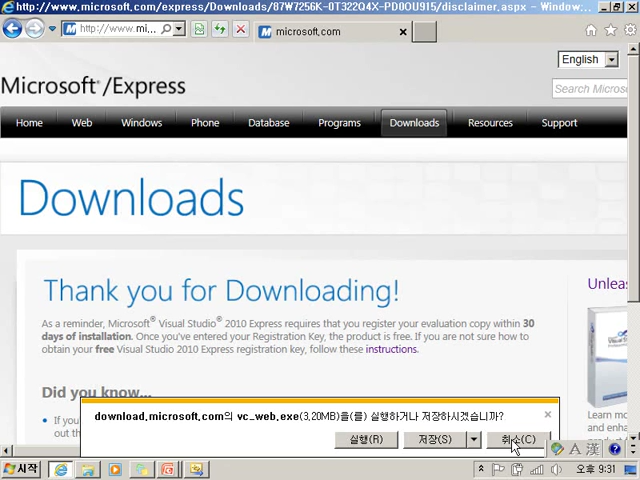 http://www.microsoft.com/express/Downloads/87W7256K-0T322Q4X-PD0OU9I5/disclaimer.aspx - Window...
http://www.mi...
microsoft.com
English
Microsoft®/Express
Search Micros
Home Web Windows Phone Database Programs Downloads Resources Support
Downloads
Thank you for Downloading!
Unleas
As a reminder, Microsoft® Visual Studio® 2010 Express requires that you register your evaluation copy within 30
days of installation. Once you've entered your Registration Key, the product is free. If you are not sure how to
obtain your free Visual Studio 2010 Express registration key, follow these instructions.
Did you know...
If you
out th
download.microsoft.com의 vc_web.exe(3.20MB)을(를) 실행하거나 저장하시겠습니까?
실행(R) 저장(S) 취소(C)
Learn mo
and enha
A 漢
시작
오후 9:31